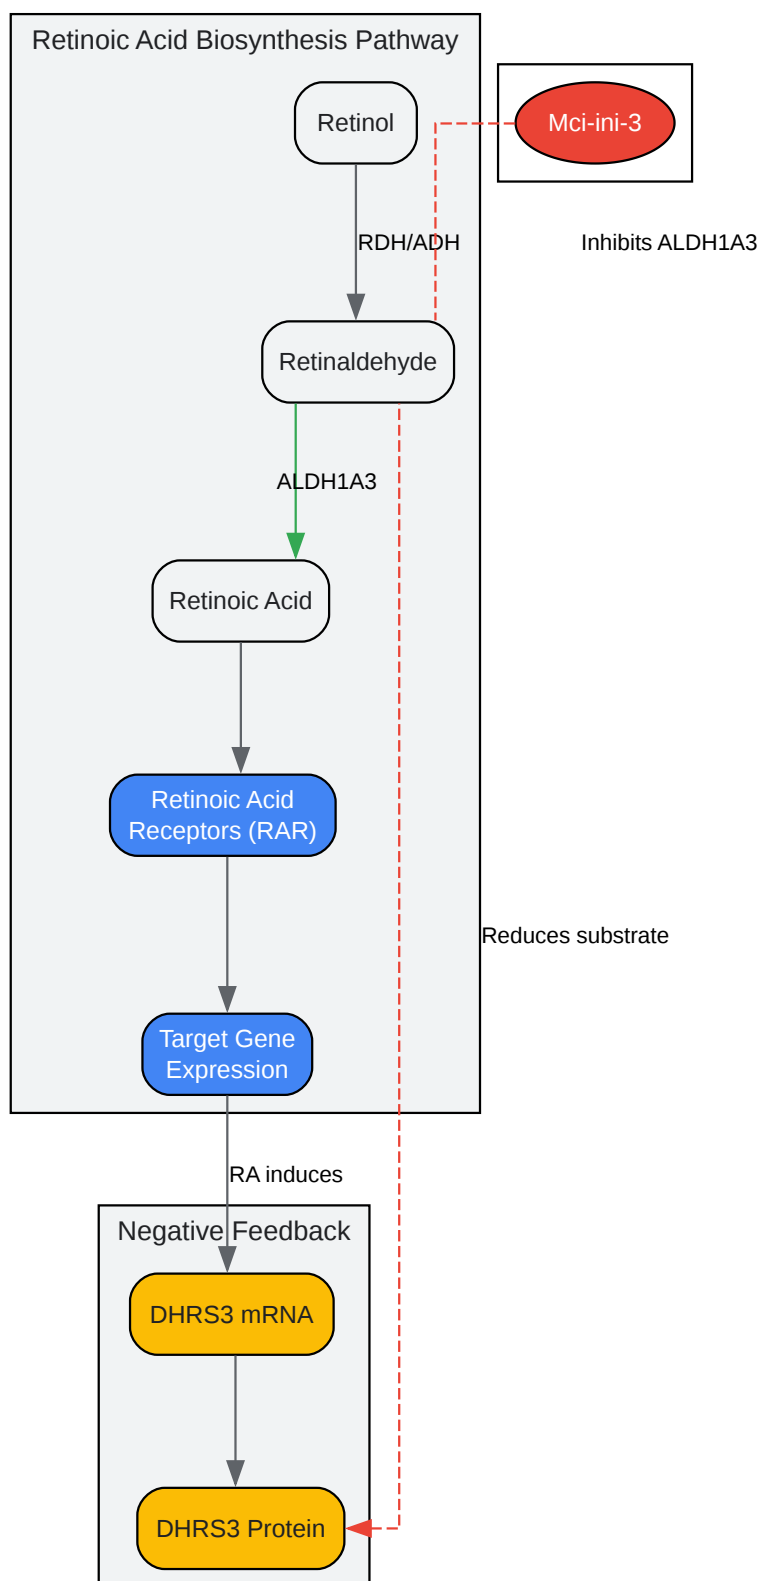 Retinoic Acid Biosynthesis Pathway
Retinol
Mci-ini-3
RDH/ADH
Inhibits ALDH1A3
Retinaldehyde
ALDH1A3
Retinoic Acid
Retinoic Acid
Receptors (RAR)
Reduces substrate
Target Gene
Expression
RA induces
Negative Feedback
DHRS3 mRNA
DHRS3 Protein